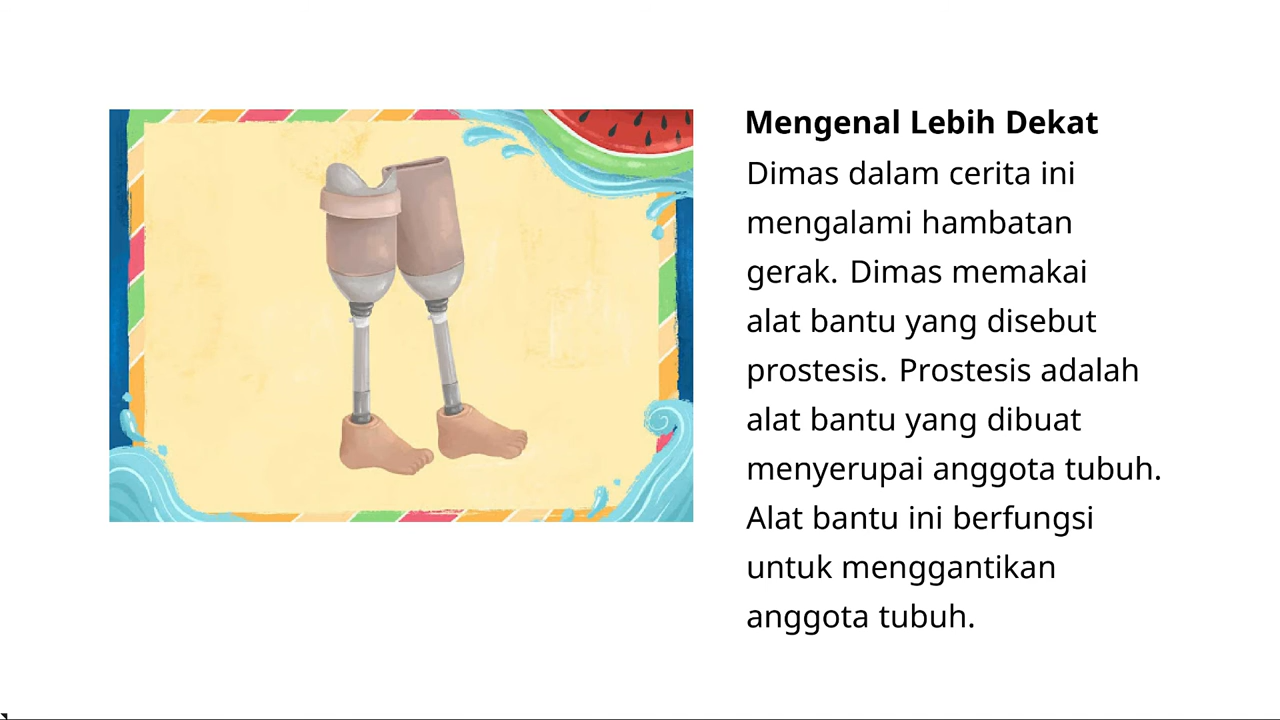 Mengenal Lebih Dekat
Dimas dalam cerita ini
mengalami hambatan
gerak. Dimas memakai
alat bantu yang disebut
prostesis. Prostesis adalah
alat bantu yang dibuat
menyerupai anggota tubuh.
Alat bantu ini berfungsi
untuk menggantikan
anggota tubuh.